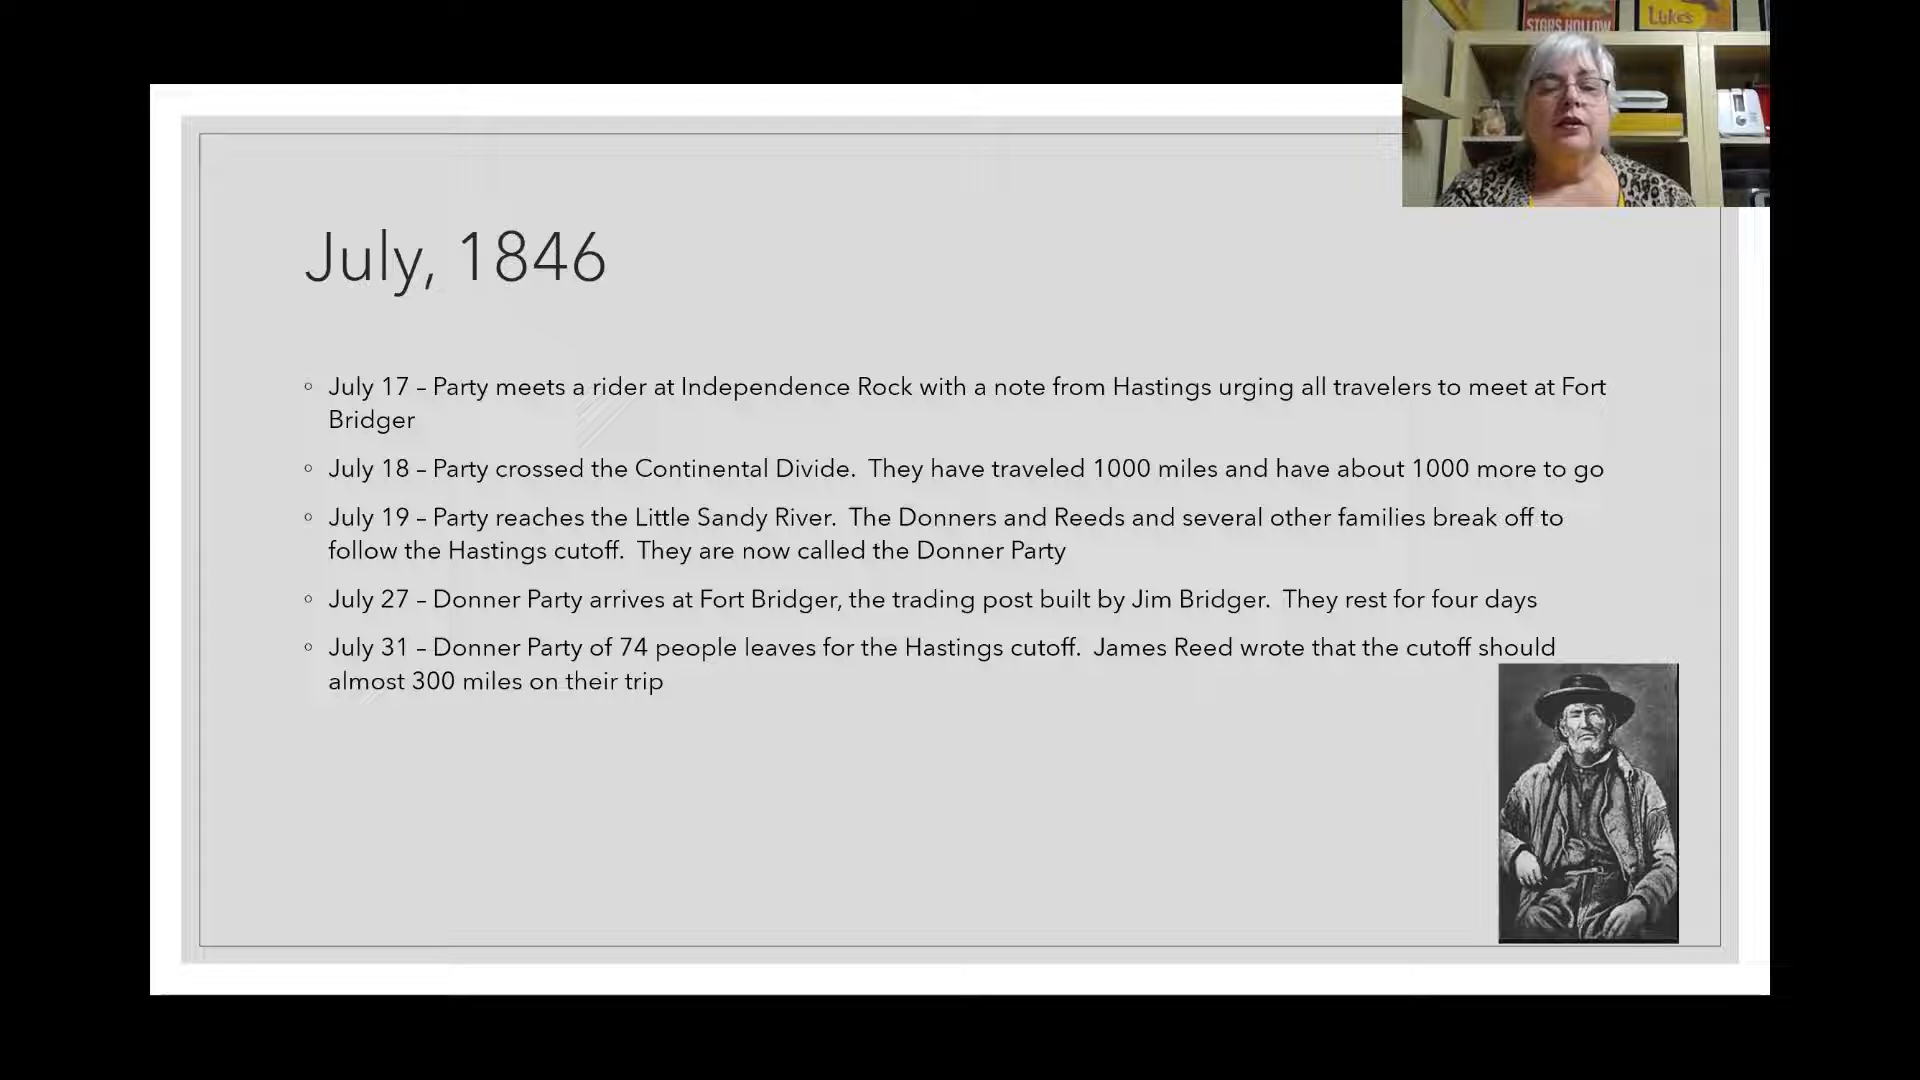 STARS HOLLOW
Luke's
July, 1846
◦ July 17 – Party meets a rider at Independence Rock with a note from Hastings urging all travelers to meet at Fort
Bridger
◦ July 18 – Party crossed the Continental Divide.  They have traveled 1000 miles and have about 1000 more to go
◦ July 19 – Party reaches the Little Sandy River.  The Donners and Reeds and several other families break off to
follow the Hastings cutoff.  They are now called the Donner Party
◦ July 27 – Donner Party arrives at Fort Bridger, the trading post built by Jim Bridger.  They rest for four days
◦ July 31 – Donner Party of 74 people leaves for the Hastings cutoff.  James Reed wrote that the cutoff should
almost 300 miles on their trip